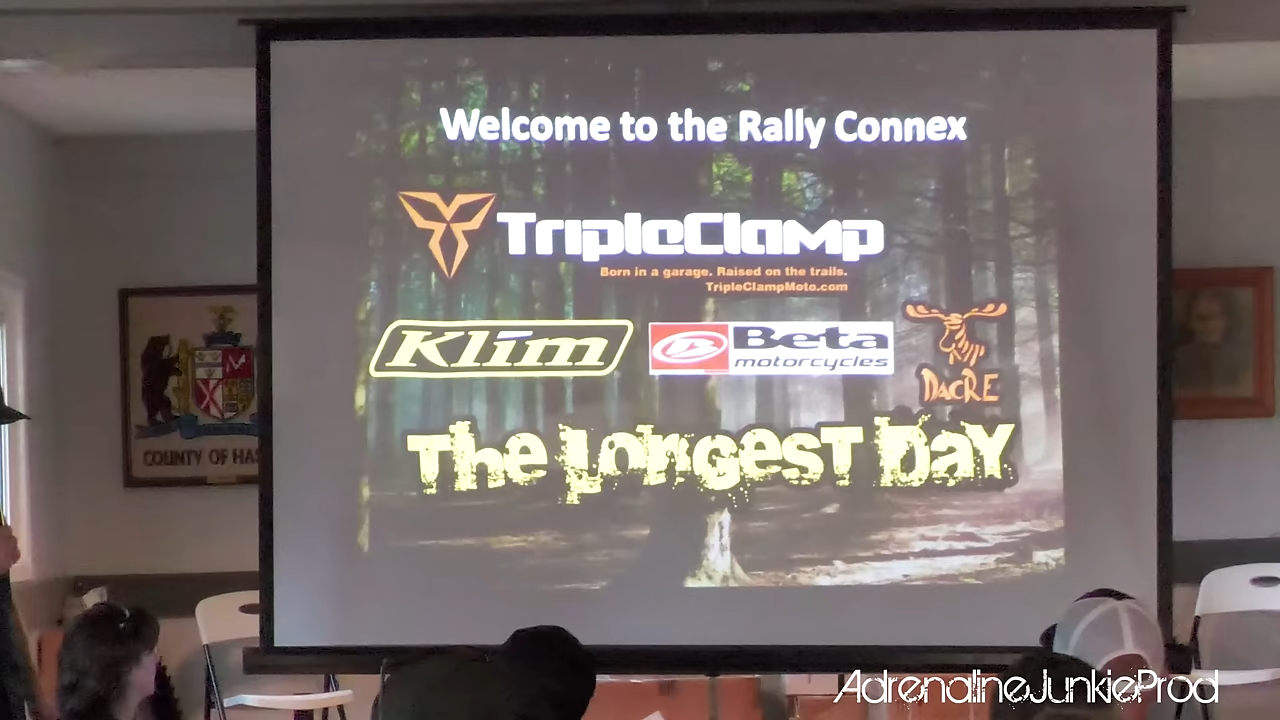 Welcome to the Rally Connex
TripleClamp
Born in a garage. Raised on the trails.
TripleClampMoto.com
Klim
Beta
motorcycles
DACRE
The Longest Day
COUNTY OF HAS
AdrenalineJunkieProd